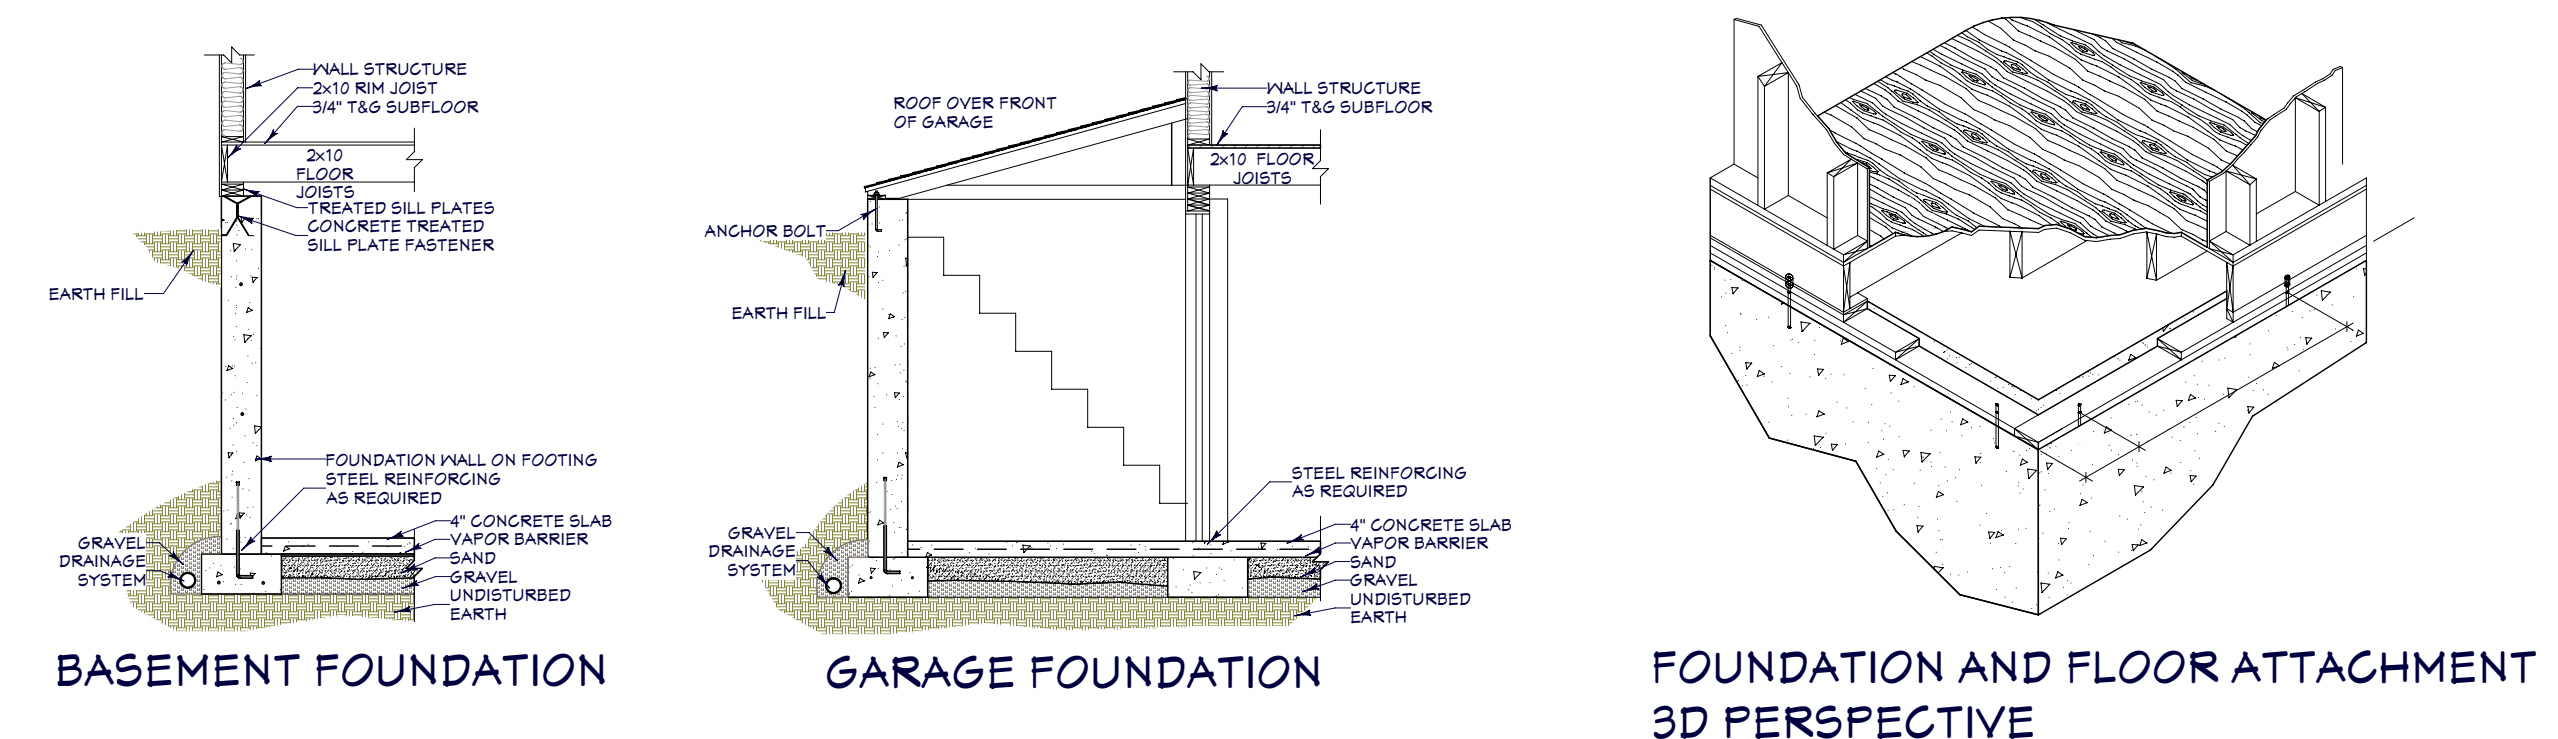 WALL STRUCTURE
2x10 RIM JOIST
3/4" T&G SUBFLOOR
2x10
FLOOR
JOISTS
TREATED SILL PLATES
CONCRETE TREATED
SILL PLATE FASTENER
EARTH FILL
FOUNDATION WALL ON FOOTING
STEEL REINFORCING
AS REQUIRED
4" CONCRETE SLAB
VAPOR BARRIER
SAND
GRAVEL
UNDISTURBED
EARTH
GRAVEL
DRAINAGE
SYSTEM
BASEMENT FOUNDATION
ROOF OVER FRONT
OF GARAGE
WALL STRUCTURE
3/4" T&G SUBFLOOR
2x10 FLOOR
JOISTS
ANCHOR BOLT
EARTH FILL
STEEL REINFORCING
AS REQUIRED
4" CONCRETE SLAB
VAPOR BARRIER
SAND
GRAVEL
UNDISTURBED
EARTH
GRAVEL
DRAINAGE
SYSTEM
GARAGE FOUNDATION
FOUNDATION AND FLOOR ATTACHMENT
3D PERSPECTIVE